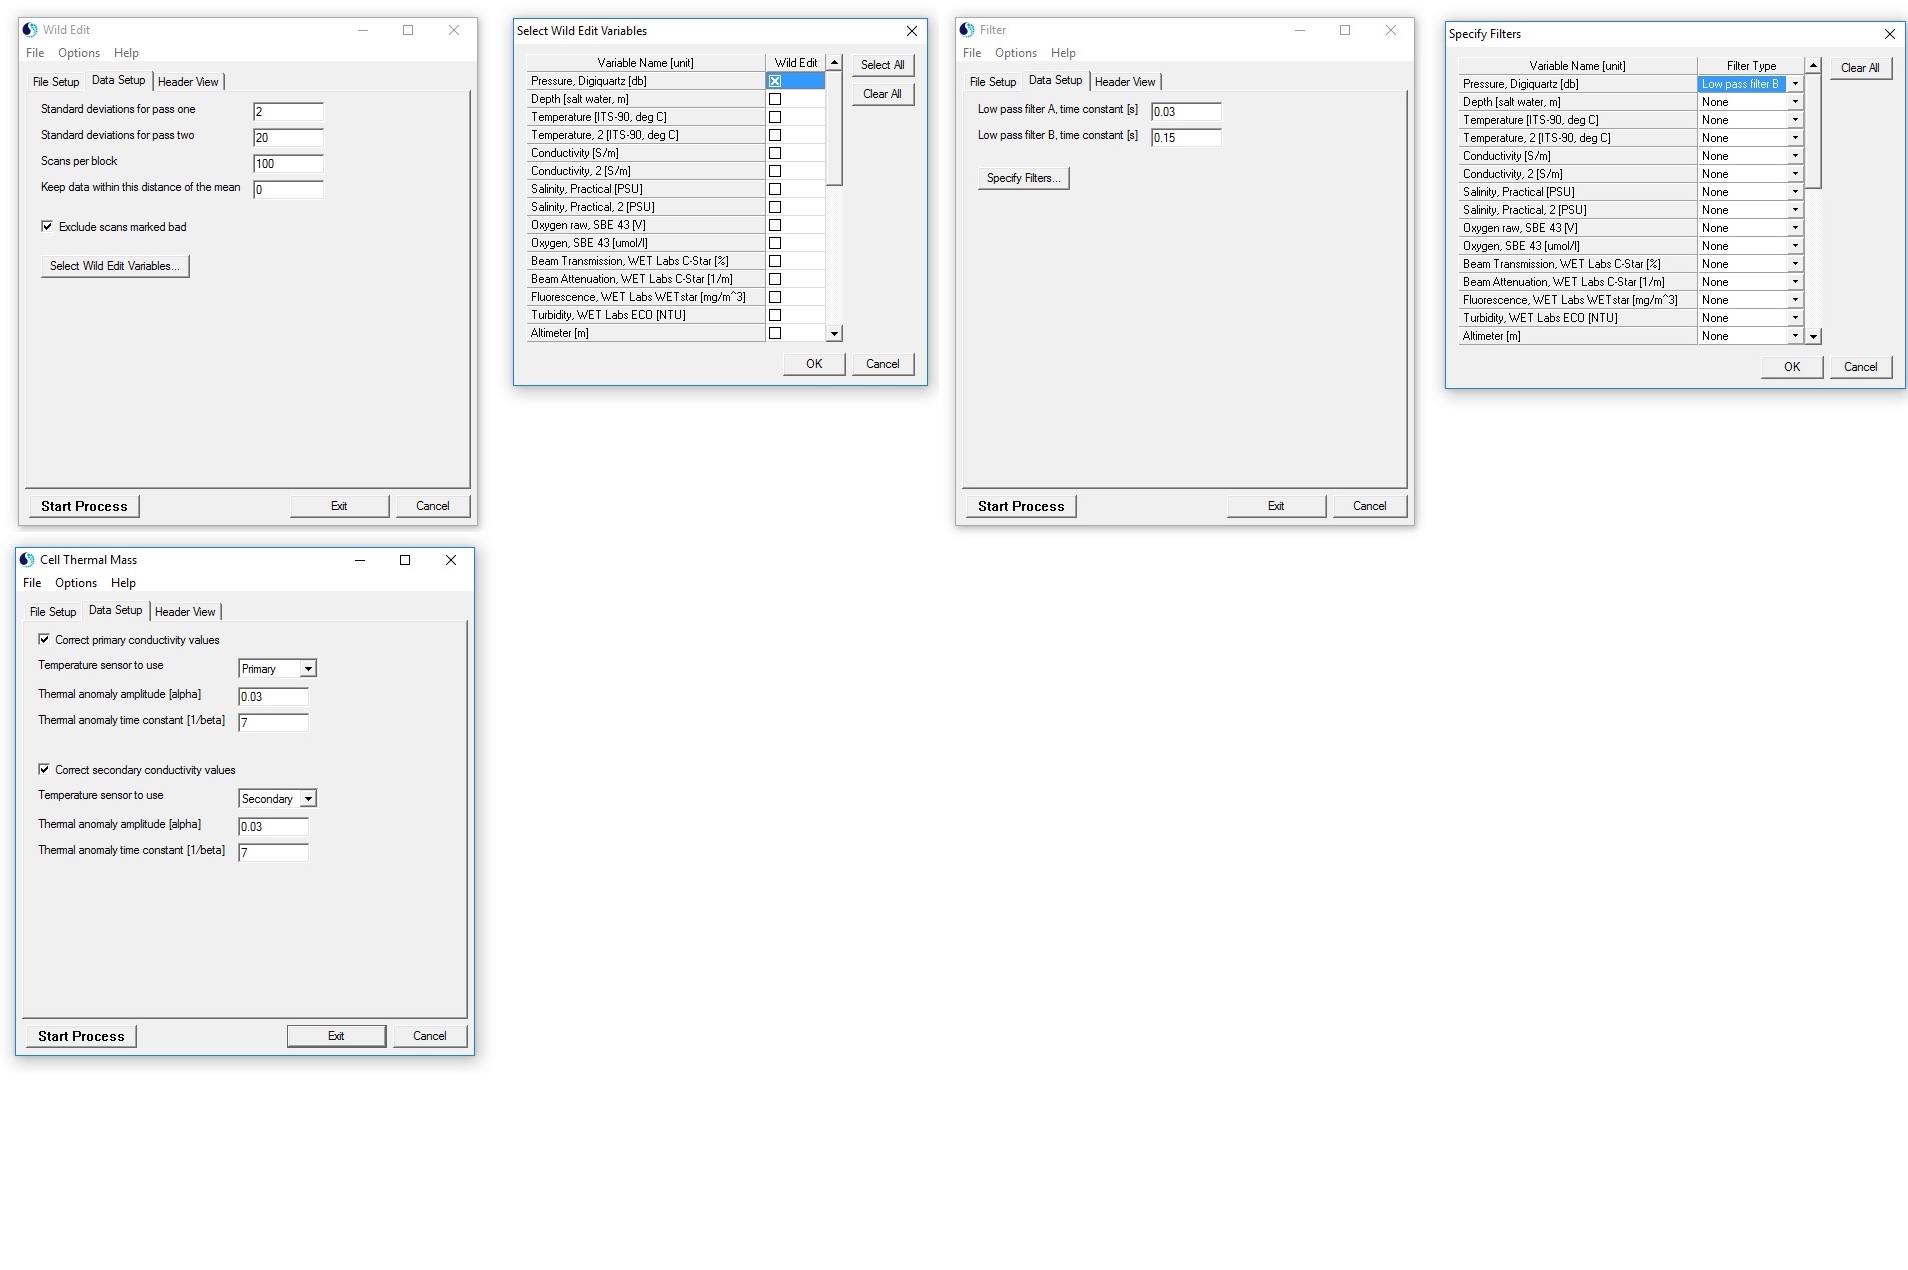 Wild Edit
File Options Help
File Setup Data Setup Header View
Standard deviations for pass one 2
Standard deviations for pass two 20
Scans per block 100
Keep data within this distance of the mean 0
Exclude scans marked bad
Select Wild Edit Variables...
Start Process Exit Cancel
Select Wild Edit Variables
Variable Name [unit] Wild Edit Select All
Pressure, Digiquartz [db]
Depth [salt water, m] Clear All
Temperature [ITS-90, deg C]
Temperature, 2 [ITS-90, deg C]
Conductivity [S/m]
Conductivity, 2 [S/m]
Salinity, Practical [PSU]
Salinity, Practical, 2 [PSU]
Oxygen raw, SBE 43 [V]
Oxygen, SBE 43 [umol/l]
Beam Transmission, WET Labs C-Star [%]
Beam Attenuation, WET Labs C-Star [1/m]
Fluorescence, WET Labs WETstar [mg/m^3]
Turbidity, WET Labs ECO [NTU]
Altimeter [m]
OK Cancel
Filter
File Options Help
File Setup Data Setup Header View
Low pass filter A, time constant [s] 0.03
Low pass filter B, time constant [s] 0.15
Specify Filters...
Start Process Exit Cancel
Specify Filters
Variable Name [unit] Filter Type Clear All
Pressure, Digiquartz [db] Low pass filter B
Depth [salt water, m] None
Temperature [ITS-90, deg C] None
Temperature, 2 [ITS-90, deg C] None
Conductivity [S/m] None
Conductivity, 2 [S/m] None
Salinity, Practical [PSU] None
Salinity, Practical, 2 [PSU] None
Oxygen raw, SBE 43 [V] None
Oxygen, SBE 43 [umol/l] None
Beam Transmission, WET Labs C-Star [%] None
Beam Attenuation, WET Labs C-Star [1/m] None
Fluorescence, WET Labs WETstar [mg/m^3] None
Turbidity, WET Labs ECO [NTU] None
Altimeter [m] None
OK Cancel
Cell Thermal Mass
File Options Help
File Setup Data Setup Header View
Correct primary conductivity values
Temperature sensor to use Primary
Thermal anomaly amplitude [alpha] 0.03
Thermal anomaly time constant [1/beta] 7
Correct secondary conductivity values
Temperature sensor to use Secondary
Thermal anomaly amplitude [alpha] 0.03
Thermal anomaly time constant [1/beta] 7
Start Process Exit Cancel